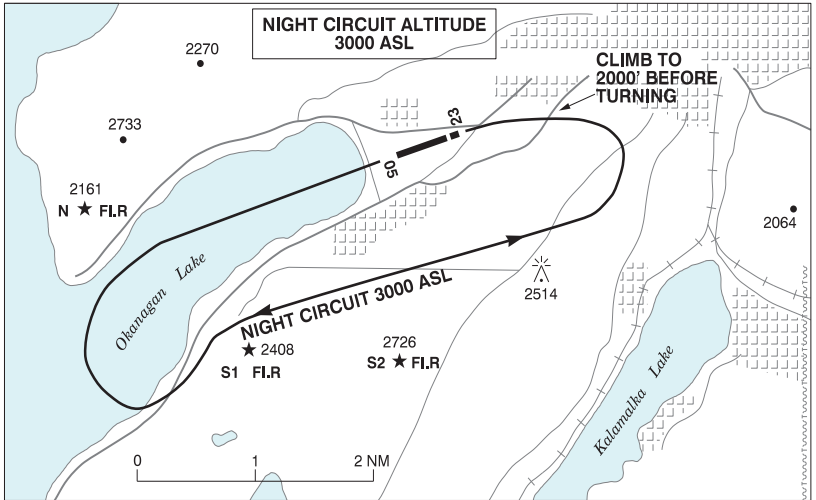 NIGHT CIRCUIT ALTITUDE
3000 ASL
2270
CLIMB TO
2000' BEFORE
TURNING
2733
23
05
2161
N ★ Fl.R
2064
Okanagan Lake
2514
NIGHT CIRCUIT 3000 ASL
★ 2408
S1 Fl.R
2726
S2 ★ Fl.R
Kalamalka Lake
0 1 2 NM